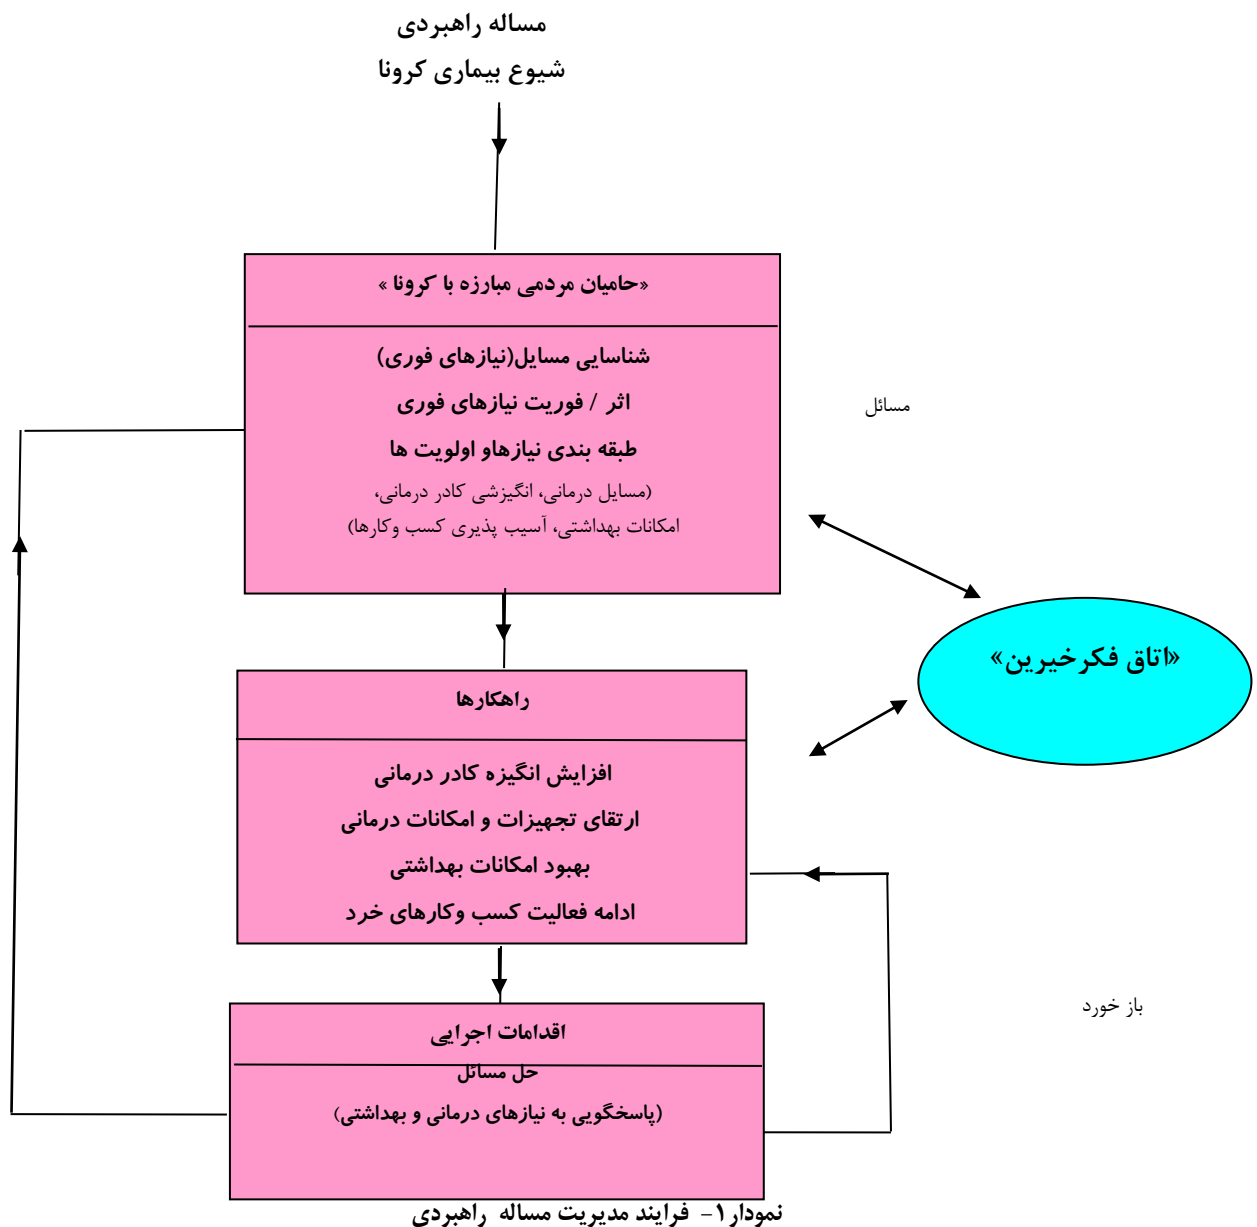 مساله راهبردی
شیوع بیماری کرونا
«حامیان مردمی مبارزه با کرونا »
شناسایی مسایل(نیازهای فوری)
اثر / فوریت نیازهای فوری
طبقه بندی نیازهاو اولویت ها
(مسایل درمانی، انگیزشی کادر درمانی،
امکانات بهداشتی، آسیب پذیری کسب وکارها)
مسائل
«اتاق فکرخیرین»
راهکارها
افزایش انگیزه کادر درمانی
ارتقای تجهیزات و امکانات درمانی
بهبود امکانات بهداشتی
ادامه فعالیت کسب وکارهای خرد
باز خورد
اقدامات اجرایی
حل مسائل
(پاسخگویی به نیازهای درمانی و بهداشتی)
نمودار۱- فرایند مدیریت مساله راهبردی